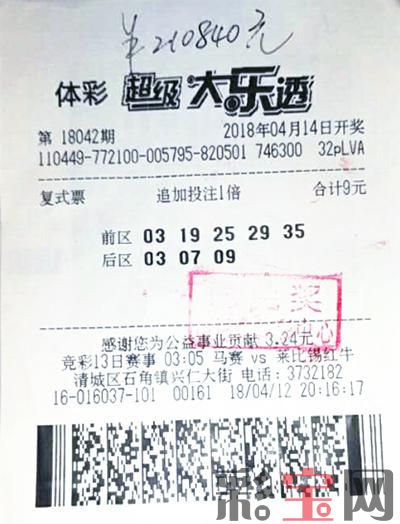 ¥210840元
体彩 超级大乐透
第 18042期 2018年04月14日开奖
110449-772100-005795-820501 746300 32pLVA
复式票 追加投注1倍 合计9元
前区 03 19 25 29 35
后区 03 07 09
奖
中心
感谢您为公益事业贡献 3.24元
竞彩13日赛事 03:05 马赛 vs 莱比锡红牛
清城区石角镇兴仁大街 电话：3732182
16-016037-101 00161 18/04/12 20:16:17
彩宝网